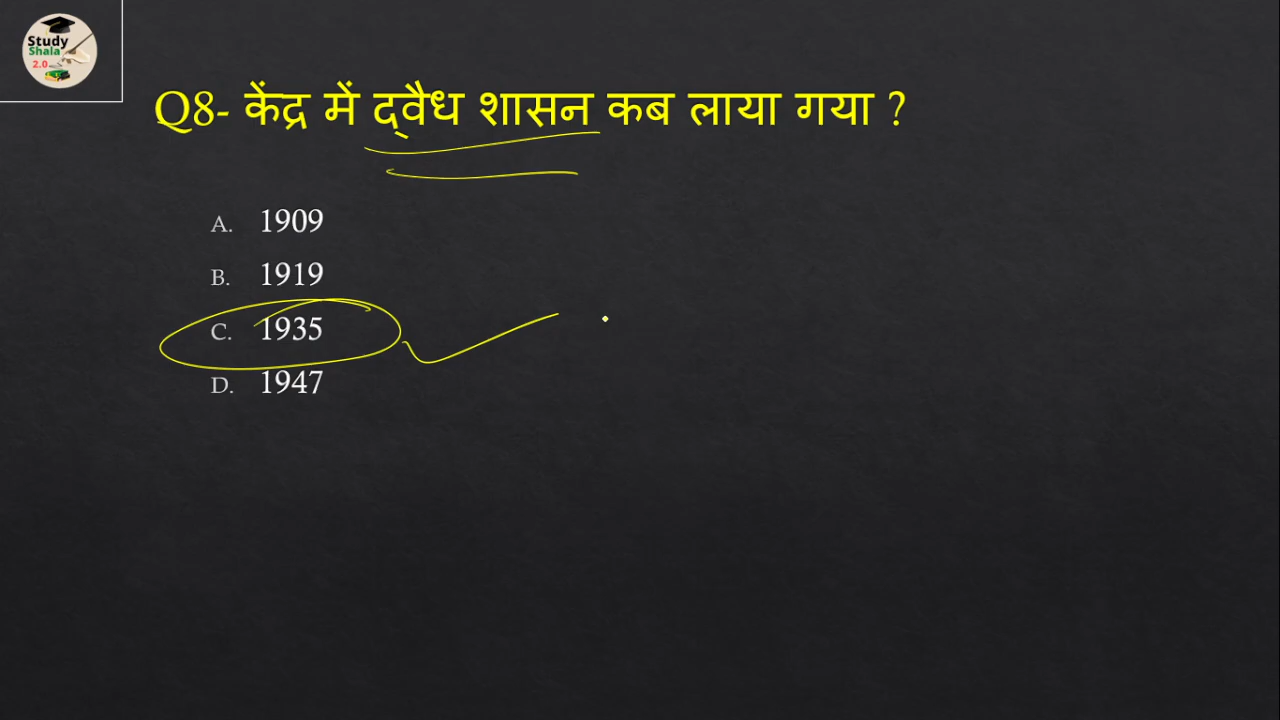 Study
Shala
2.0
Q8- केंद्र में द्वैध शासन कब लाया गया ?
A. 1909
B. 1919
C. 1935
D. 1947